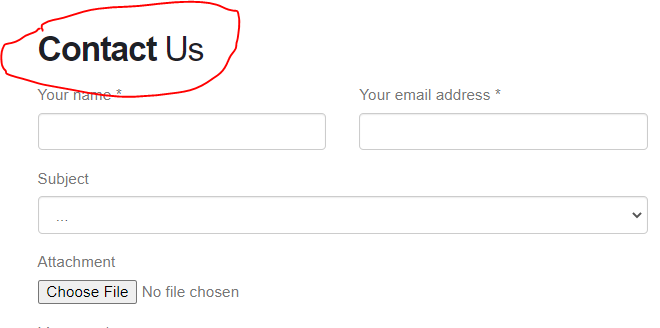 Contact Us
Your name * Your email address *
Subject
...
Attachment
Choose File No file chosen